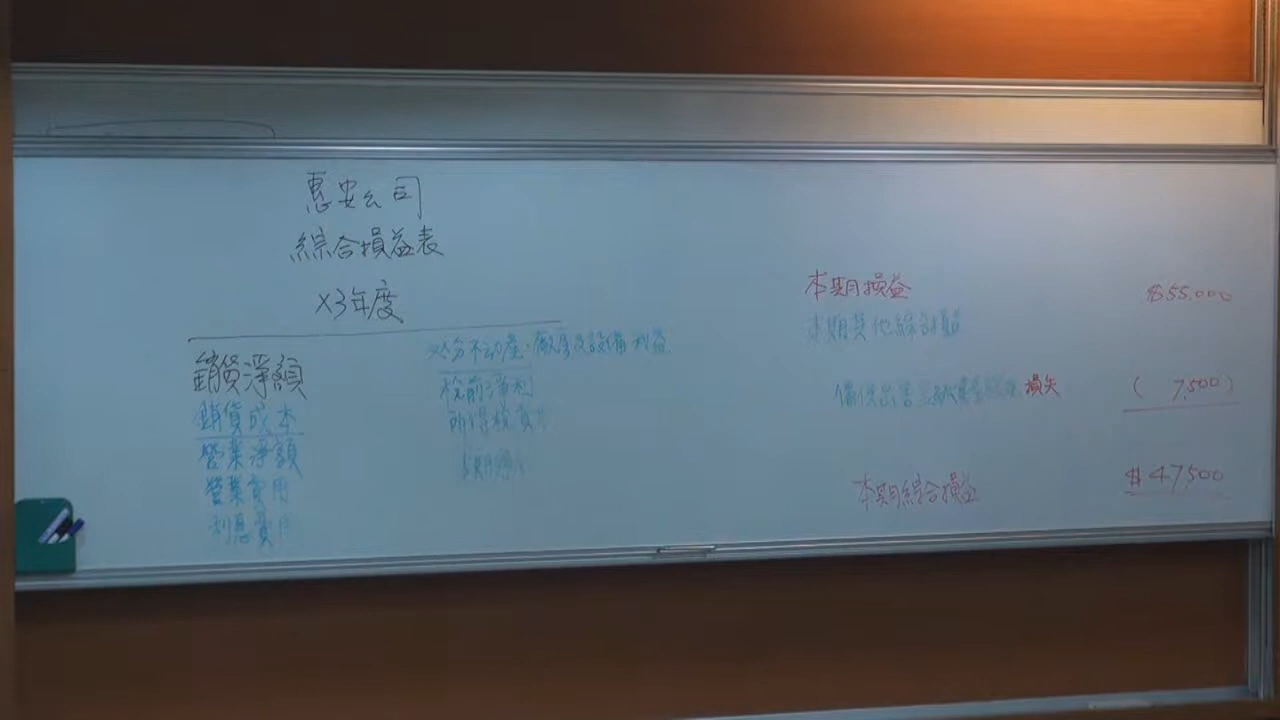 惠安公司
綜合損益表
X3年度
銷貨淨額
銷貨成本
營業淨額
營業費用
利息費用
處分不動產、廠房及設備利益
稅前淨利
所得稅費用
本期損益 $55,000
本期其他綜合損益
損失 ( 7,500 )
本期綜合損益 $47,500